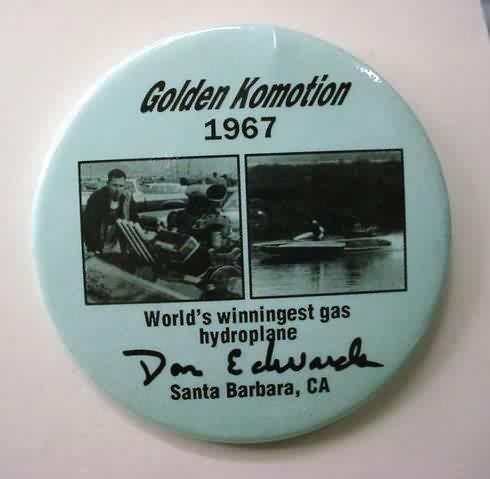 Golden Komotion
1967
World's winningest gas
hydroplane
Don Edwards
Santa Barbara, CA